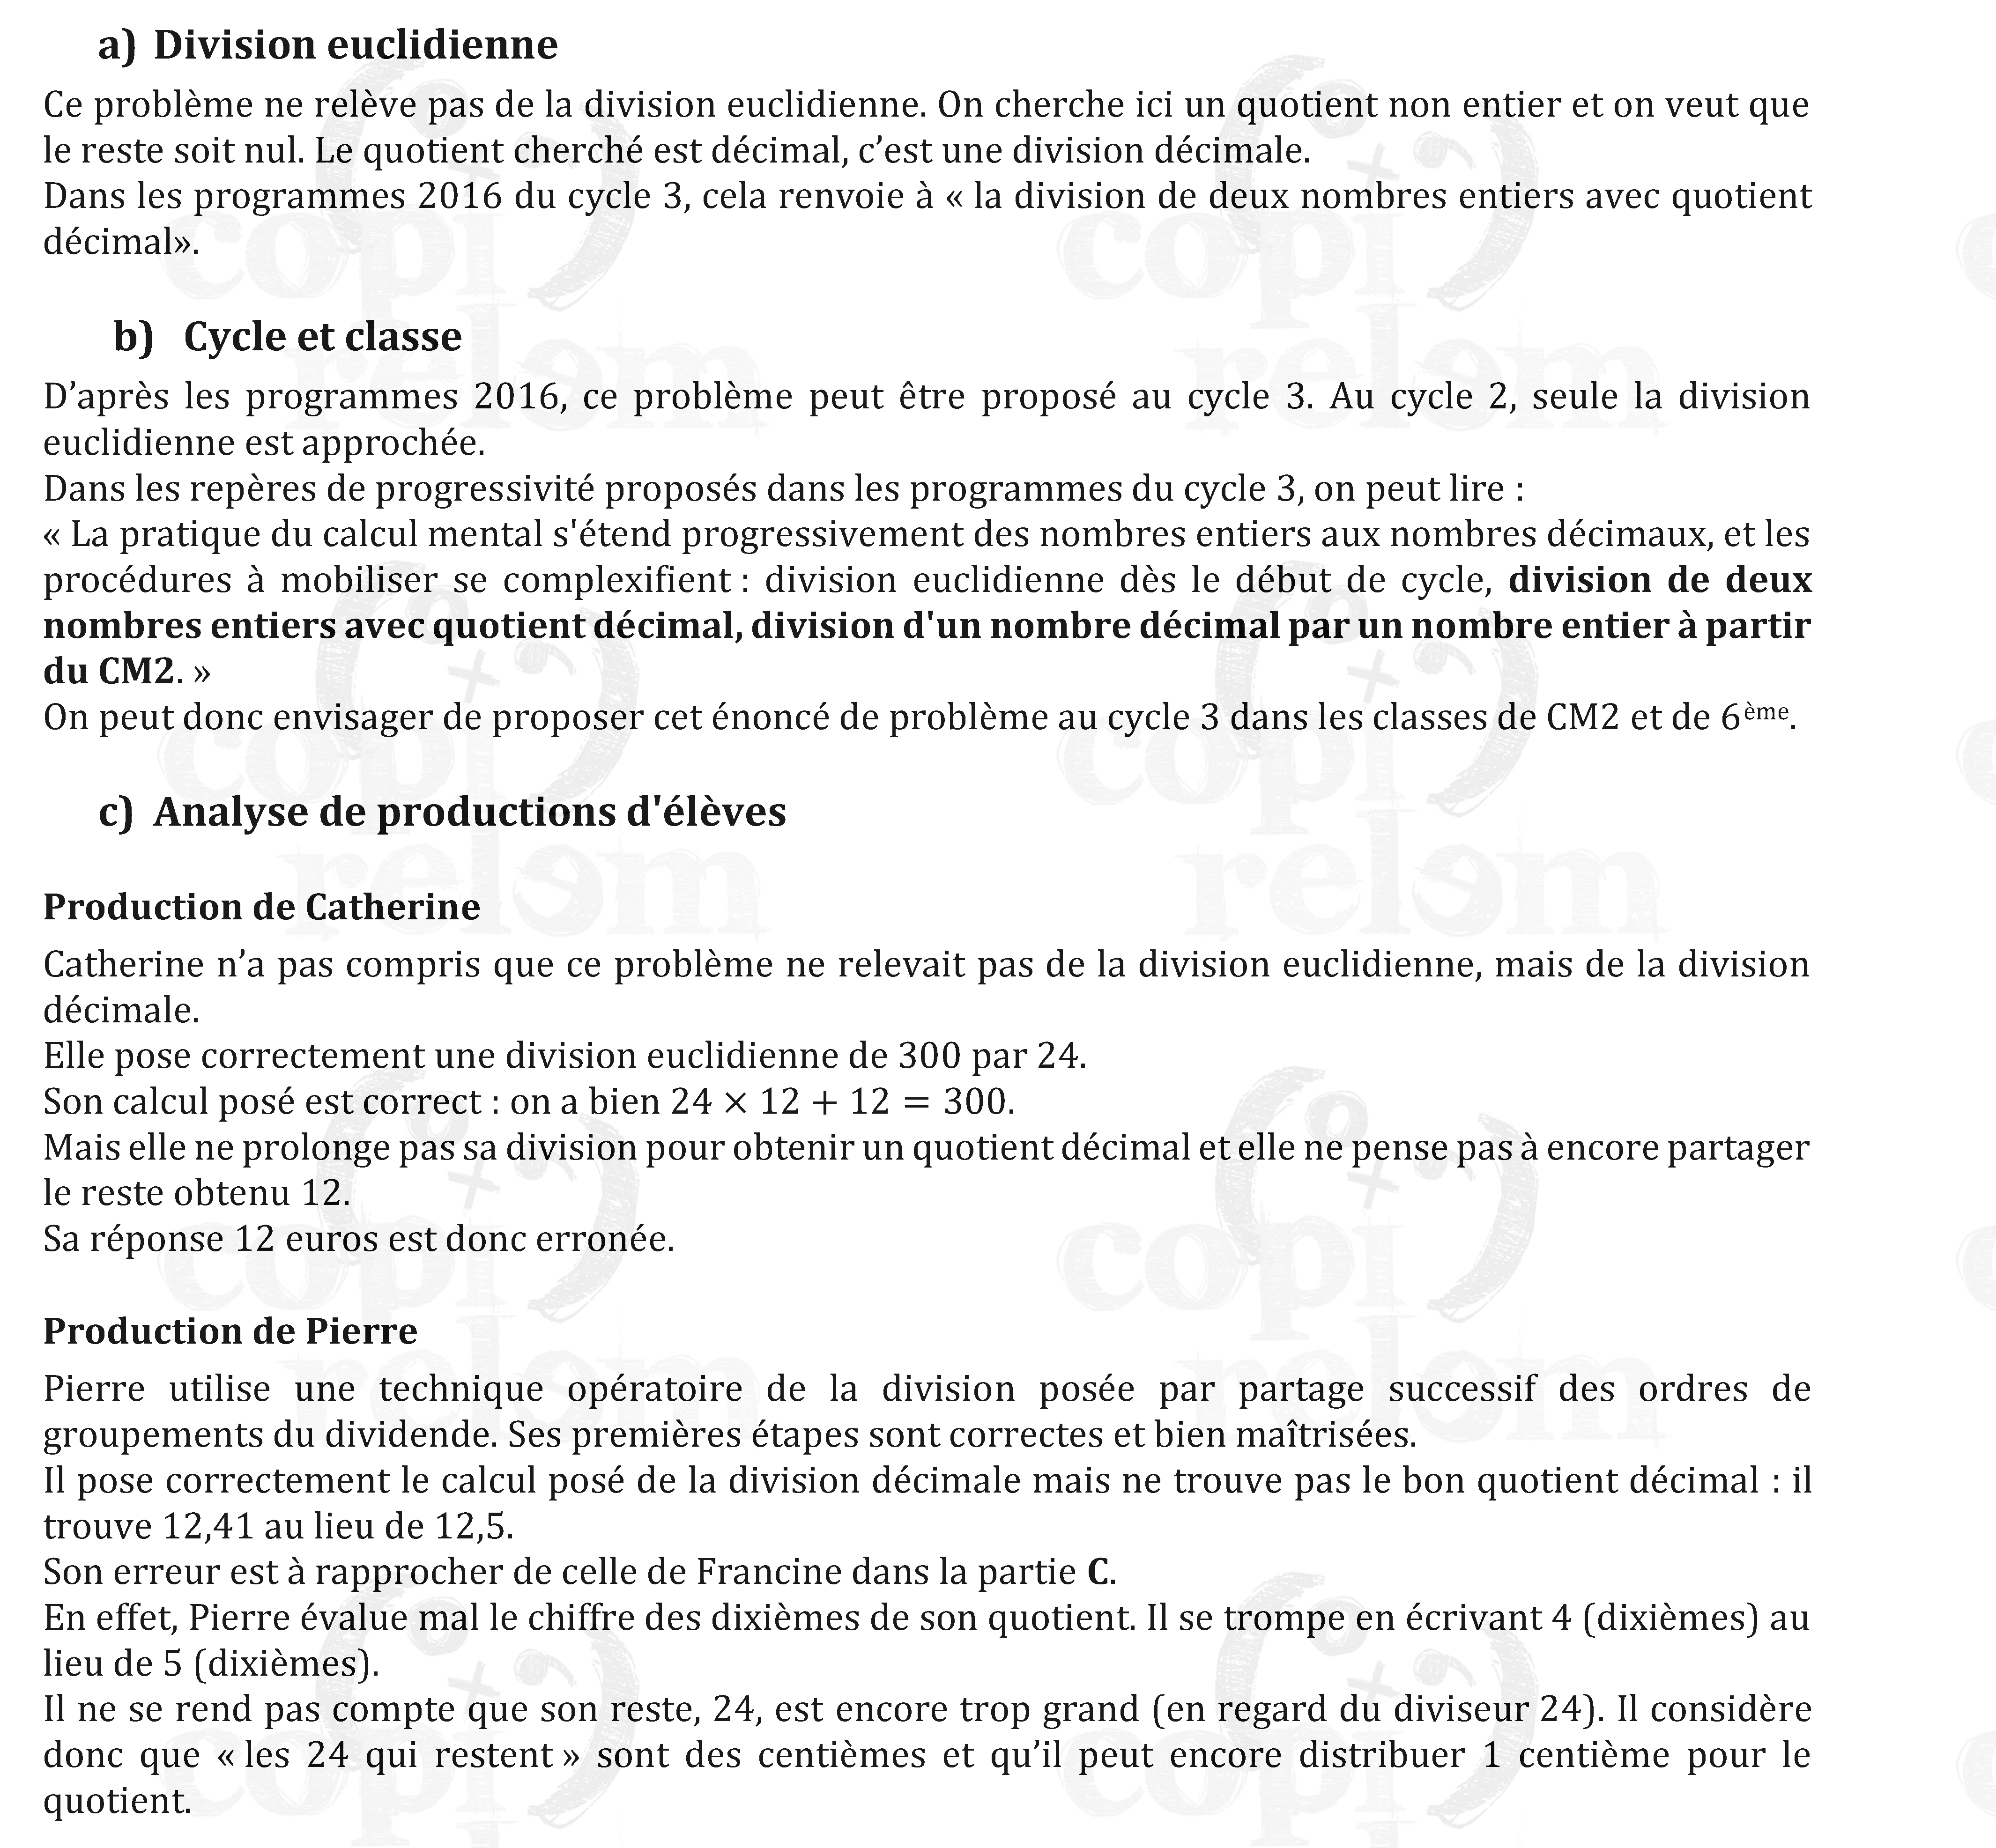 a) Division euclidienne
Ce problème ne relève pas de la division euclidienne. On cherche ici un quotient non entier et on veut que
le reste soit nul. Le quotient cherché est décimal, c’est une division décimale.
Dans les programmes 2016 du cycle 3, cela renvoie à « la division de deux nombres entiers avec quotient
décimal».
b) Cycle et classe
D’après les programmes 2016, ce problème peut être proposé au cycle 3. Au cycle 2, seule la division
euclidienne est approchée.
Dans les repères de progressivité proposés dans les programmes du cycle 3, on peut lire :
« La pratique du calcul mental s'étend progressivement des nombres entiers aux nombres décimaux, et les
procédures à mobiliser se complexifient : division euclidienne dès le début de cycle, division de deux
nombres entiers avec quotient décimal, division d'un nombre décimal par un nombre entier à partir
du CM2. »
On peut donc envisager de proposer cet énoncé de problème au cycle 3 dans les classes de CM2 et de 6ème.
c) Analyse de productions d'élèves
Production de Catherine
Catherine n’a pas compris que ce problème ne relevait pas de la division euclidienne, mais de la division
décimale.
Elle pose correctement une division euclidienne de 300 par 24.
Son calcul posé est correct : on a bien 24 × 12 + 12 = 300.
Mais elle ne prolonge pas sa division pour obtenir un quotient décimal et elle ne pense pas à encore partager
le reste obtenu 12.
Sa réponse 12 euros est donc erronée.
Production de Pierre
Pierre utilise une technique opératoire de la division posée par partage successif des ordres de
groupements du dividende. Ses premières étapes sont correctes et bien maîtrisées.
Il pose correctement le calcul posé de la division décimale mais ne trouve pas le bon quotient décimal : il
trouve 12,41 au lieu de 12,5.
Son erreur est à rapprocher de celle de Francine dans la partie C.
En effet, Pierre évalue mal le chiffre des dixièmes de son quotient. Il se trompe en écrivant 4 (dixièmes) au
lieu de 5 (dixièmes).
Il ne se rend pas compte que son reste, 24, est encore trop grand (en regard du diviseur 24). Il considère
donc que « les 24 qui restent » sont des centièmes et qu’il peut encore distribuer 1 centième pour le
quotient.
copirelem
copirelem
copirelem
copirelem
copirelem
copirelem